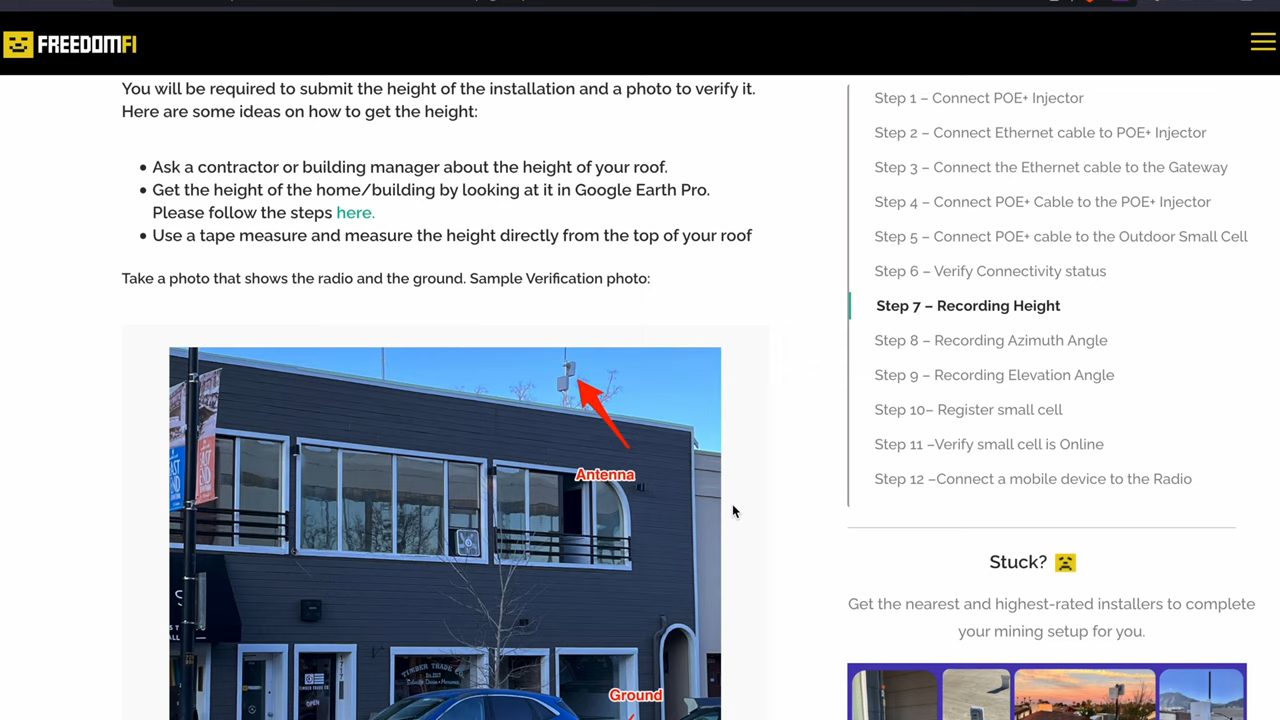 FREEDOMFI
You will be required to submit the height of the installation and a photo to verify it.
Here are some ideas on how to get the height:
• Ask a contractor or building manager about the height of your roof.
• Get the height of the home/building by looking at it in Google Earth Pro.
Please follow the steps here.
• Use a tape measure and measure the height directly from the top of your roof
Take a photo that shows the radio and the ground. Sample Verification photo:
Antenna
TIMBER TRADE CO.
OPEN
Ground
Step 1 – Connect POE+ Injector
Step 2 – Connect Ethernet cable to POE+ Injector
Step 3 – Connect the Ethernet cable to the Gateway
Step 4 – Connect POE+ Cable to the POE+ Injector
Step 5 – Connect POE+ cable to the Outdoor Small Cell
Step 6 – Verify Connectivity status
Step 7 – Recording Height
Step 8 – Recording Azimuth Angle
Step 9 – Recording Elevation Angle
Step 10– Register small cell
Step 11 –Verify small cell is Online
Step 12 –Connect a mobile device to the Radio
Stuck?
Get the nearest and highest-rated installers to complete
your mining setup for you.